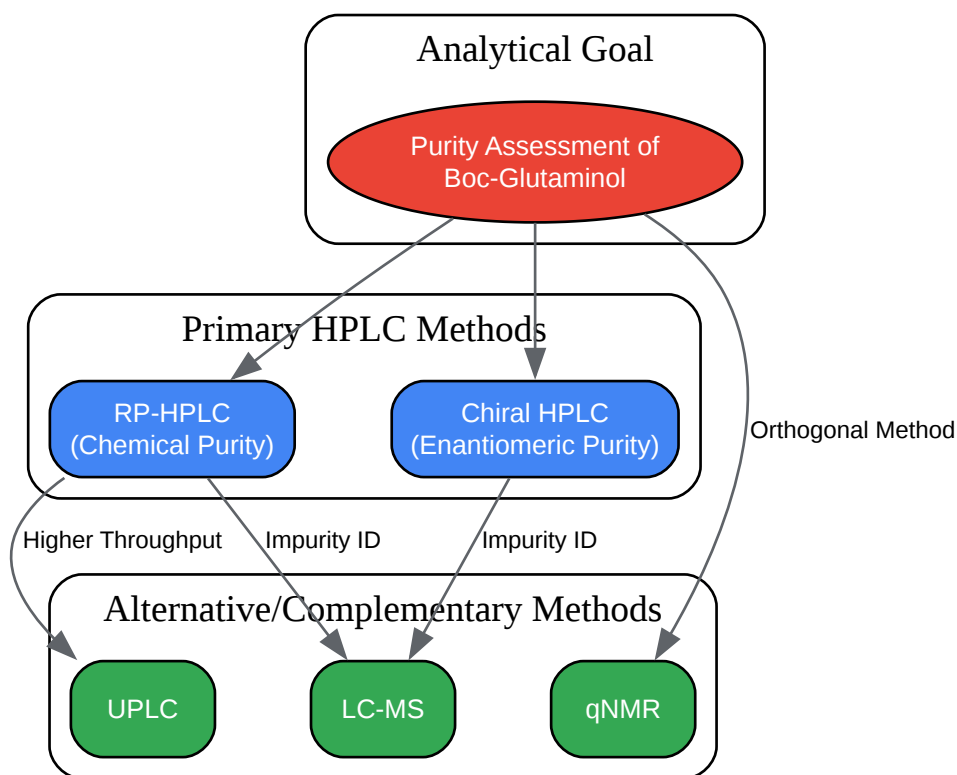 Analytical Goal
Purity Assessment of
Boc-Glutaminol
Primary HPLC Methods
RP-HPLC
(Chemical Purity)
Chiral HPLC
(Enantiomeric Purity)
Orthogonal Method
Higher Throughput
Impurity ID
Impurity ID
Alternative/Complementary Methods
UPLC
LC-MS
qNMR